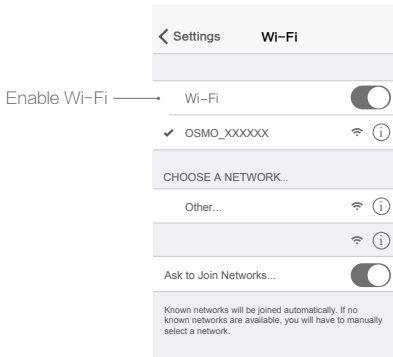 Settings Wi-Fi
Enable Wi-Fi
Wi-Fi
OSMO_XXXXXX
CHOOSE A NETWORK...
Other...
Ask to Join Networks...
Known networks will be joined automatically. If no
known networks are available, you will have to manually
select a network.